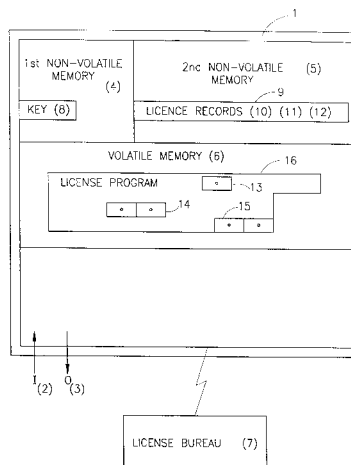 1
1st NON-VOLATILE
MEMORY
(4)
2nd NON-VOLATILE (5)
MEMORY
9
KEY (8)
LICENCE RECORDS (10) (11) (12)
VOLATILE MEMORY (6)
16
LICENSE PROGRAM
13
14
15
I
(2)
O
(3)
LICENSE BUREAU (7)